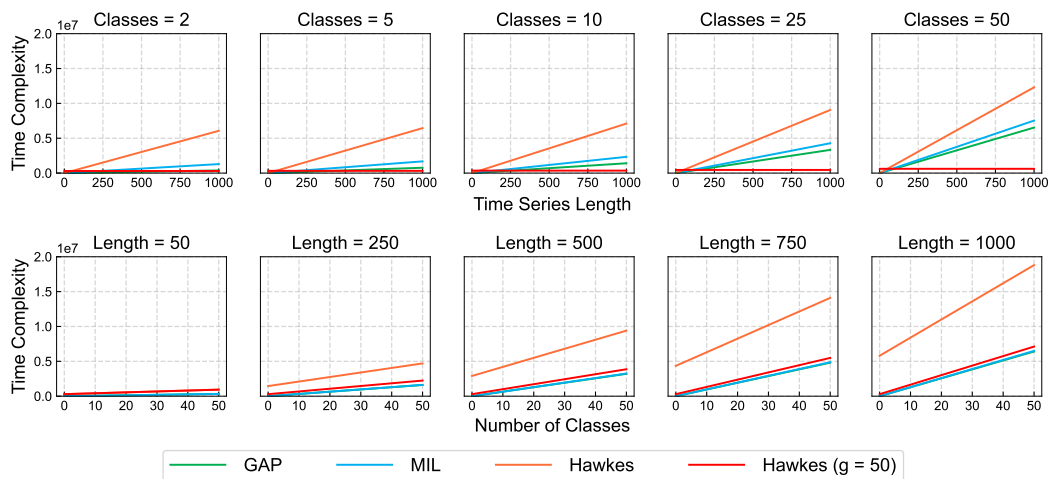 Classes = 2 Classes = 5 Classes = 10 Classes = 25 Classes = 50
1e7
Time Complexity
2.0
1.5
1.0
0.5
0.0
0 250 500 750 1000 0 250 500 750 1000 0 250 500 750 1000 0 250 500 750 1000 0 250 500 750 1000
Time Series Length
Length = 50 Length = 250 Length = 500 Length = 750 Length = 1000
1e7
Time Complexity
2.0
1.5
1.0
0.5
0.0
0 10 20 30 40 50 0 10 20 30 40 50 0 10 20 30 40 50 0 10 20 30 40 50 0 10 20 30 40 50
Number of Classes
GAP MIL Hawkes Hawkes (g = 50)